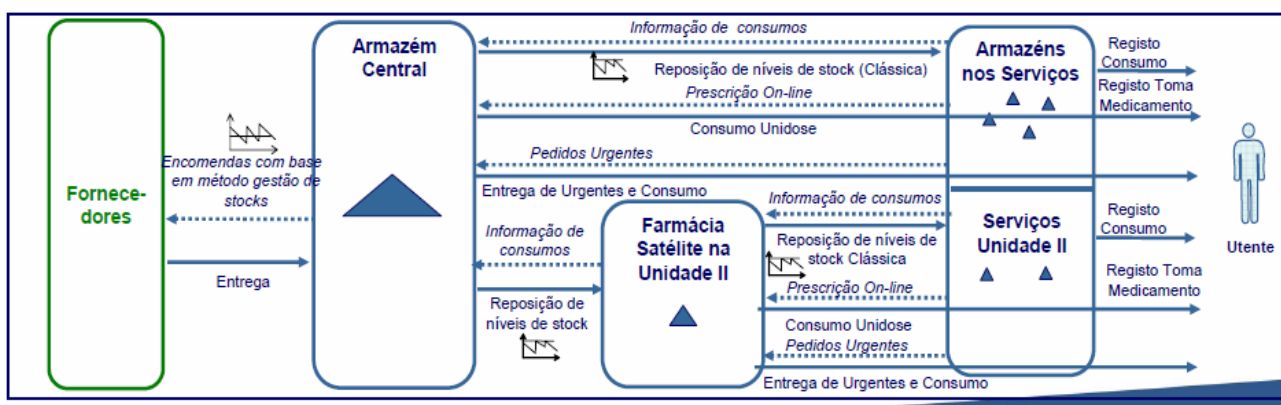 Fornece-
dores
Encomendas com base
em método gestão de
stocks
Entrega
Armazém
Central
Informação de consumos
Reposição de níveis de stock (Clássica)
Prescrição On-line
Consumo Unidose
Pedidos Urgentes
Entrega de Urgentes e Consumo
Informação de
consumos
Reposição de
níveis de stock
Farmácia
Satélite na
Unidade II
Informação de consumos
Reposição de níveis de
stock Clássica
Prescrição On-line
Consumo Unidose
Pedidos Urgentes
Entrega de Urgentes e Consumo
Armazéns
nos Serviços
Serviços
Unidade II
Registo
Consumo
Registo Toma
Medicamento
Registo
Consumo
Registo Toma
Medicamento
Utente